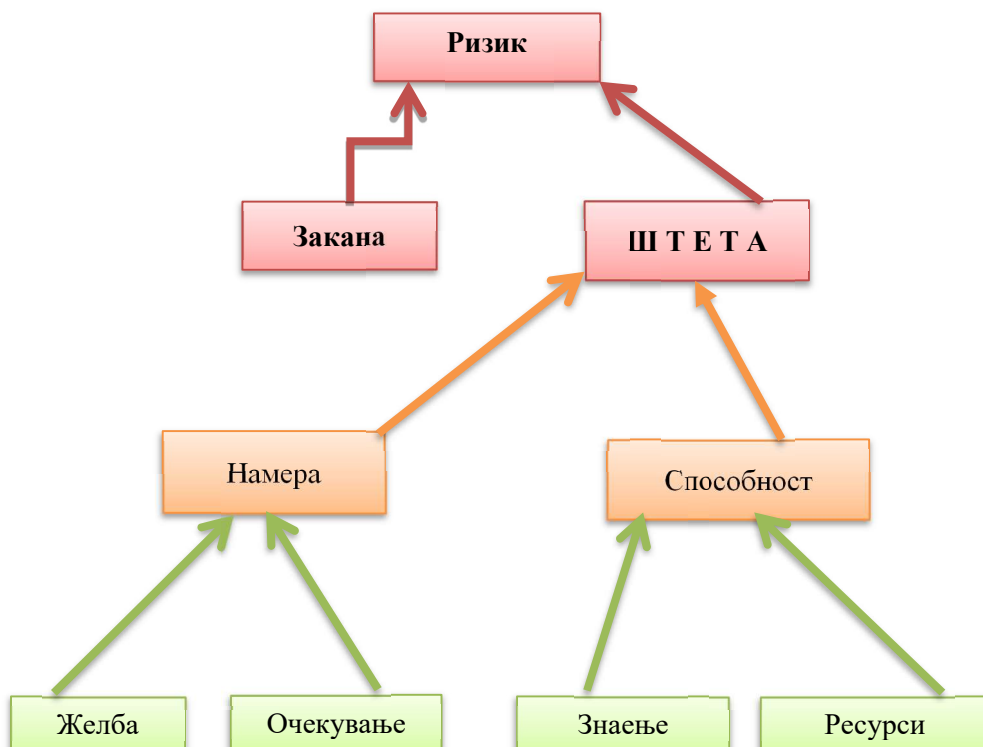 Ризик
Закана
Ш Т Е Т А
Намера
Способност
Желба
Очекување
Знаење
Ресурси